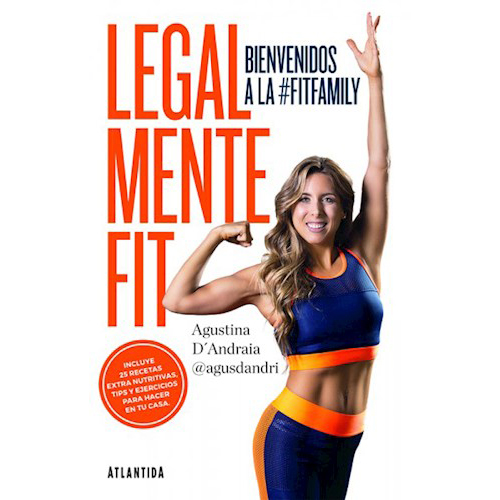 LEGAL
MENTE
FIT
BIENVENIDOS
A LA #FITFAMILY
Agustina
D´Andraia
@agusdandri
INCLUYE
25 RECETAS
EXTRA NUTRITIVAS,
TIPS Y EJERCICIOS
PARA HACER
EN TU CASA.
ATLANTIDA